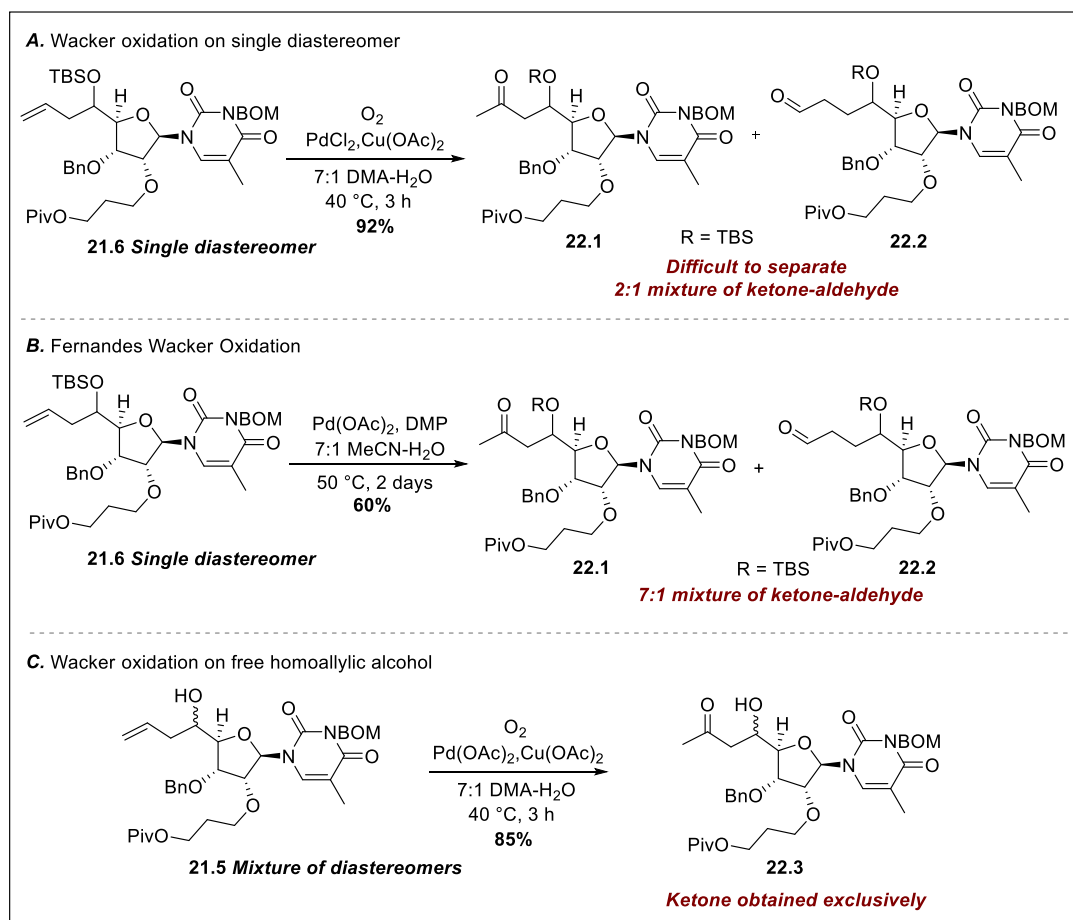 A. Wacker oxidation on single diastereomer
TBSO
H
O
O
N
NBOM
O
BnO
O
PivO
21.6 Single diastereomer
O2
PdCl2,Cu(OAc)2
7:1 DMA-H2O
40 °C, 3 h
92%
O
RO
H
O
O
N
NBOM
O
BnO
O
PivO
22.1
+
O
RO
H
O
O
N
NBOM
O
BnO
O
PivO
22.2
R = TBS
Difficult to separate
2:1 mixture of ketone-aldehyde
B. Fernandes Wacker Oxidation
TBSO
H
O
O
N
NBOM
O
BnO
O
PivO
21.6 Single diastereomer
Pd(OAc)2, DMP
7:1 MeCN-H2O
50 °C, 2 days
60%
O
RO
H
O
O
N
NBOM
O
BnO
O
PivO
22.1
+
O
RO
H
O
O
N
NBOM
O
BnO
O
PivO
22.2
R = TBS
7:1 mixture of ketone-aldehyde
C. Wacker oxidation on free homoallylic alcohol
HO
H
O
O
N
NBOM
O
BnO
O
PivO
21.5 Mixture of diastereomers
O2
Pd(OAc)2,Cu(OAc)2
7:1 DMA-H2O
40 °C, 3 h
85%
O
HO
H
O
O
N
NBOM
O
BnO
O
PivO
22.3
Ketone obtained exclusively